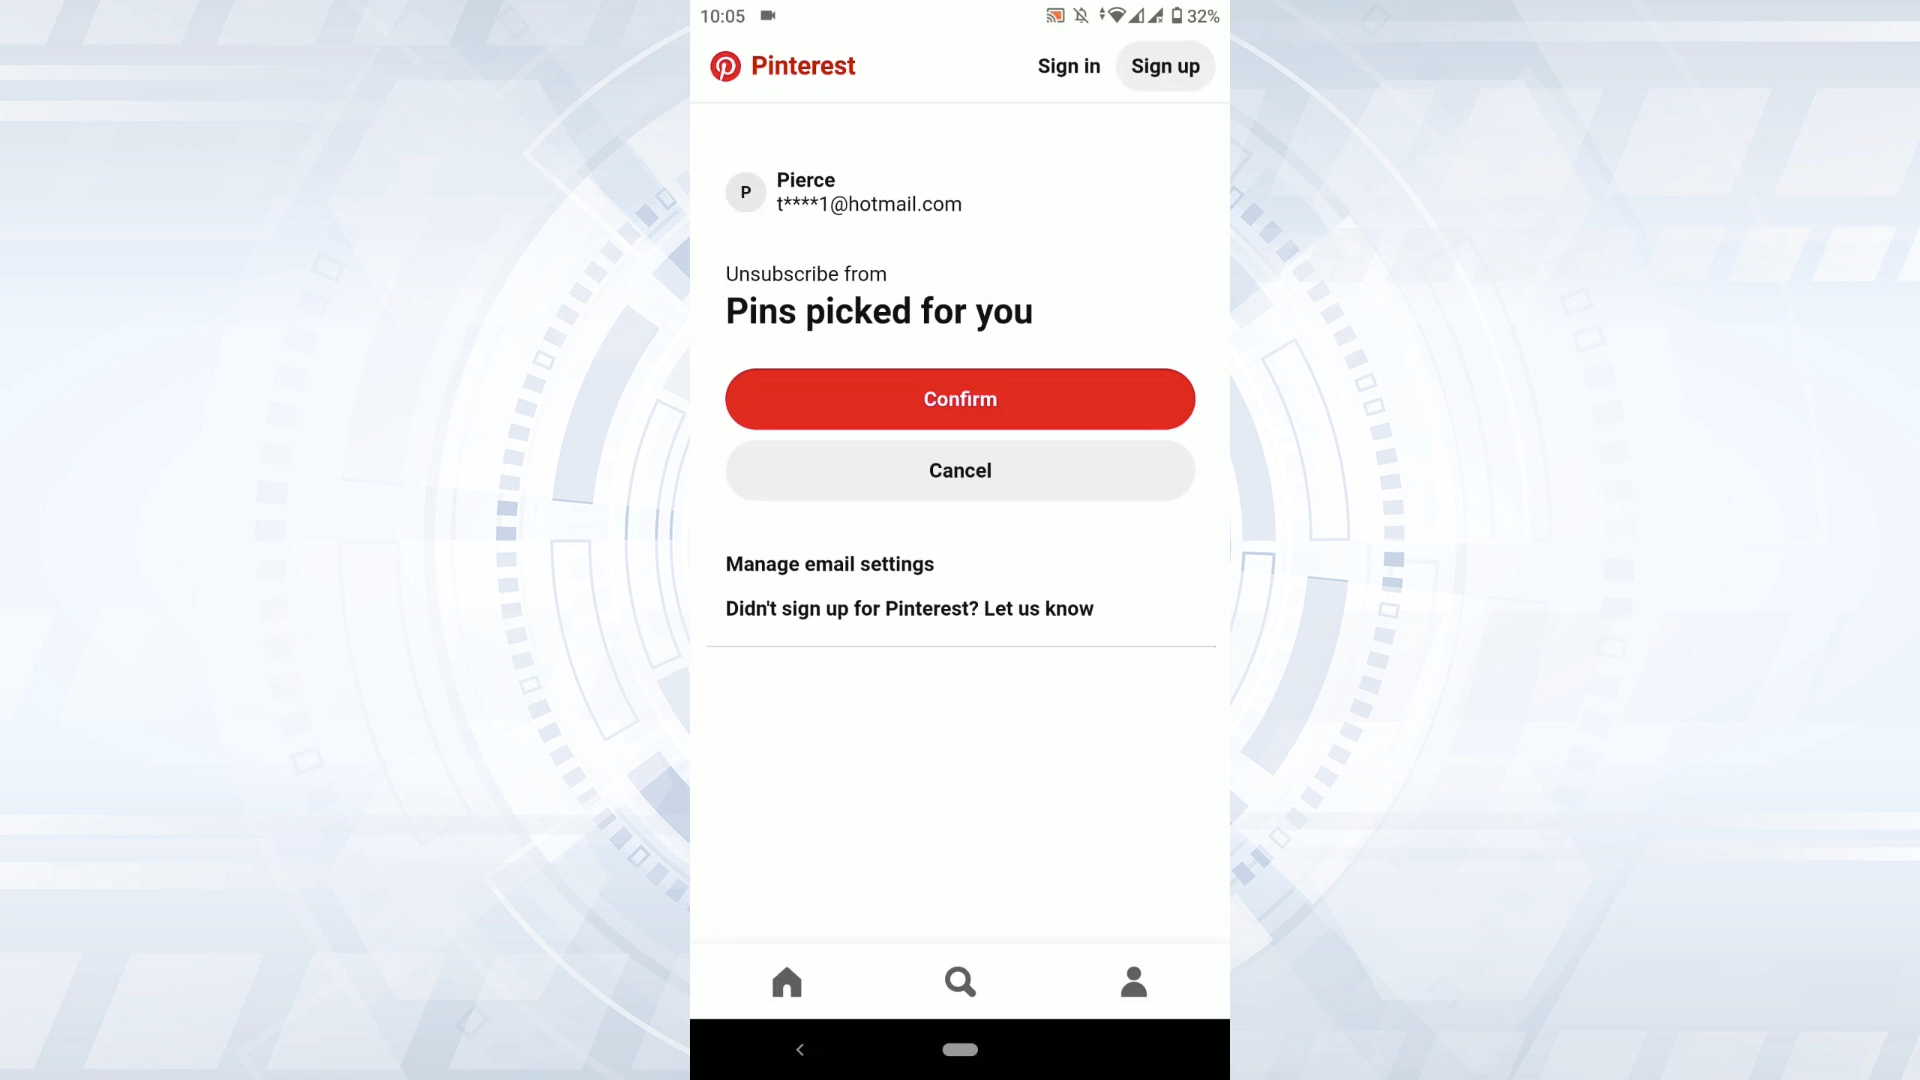 10:05
32%
Pinterest
Sign in
Sign up
P
Pierce
t****1@hotmail.com
Unsubscribe from
Pins picked for you
Confirm
Cancel
Manage email settings
Didn't sign up for Pinterest? Let us know